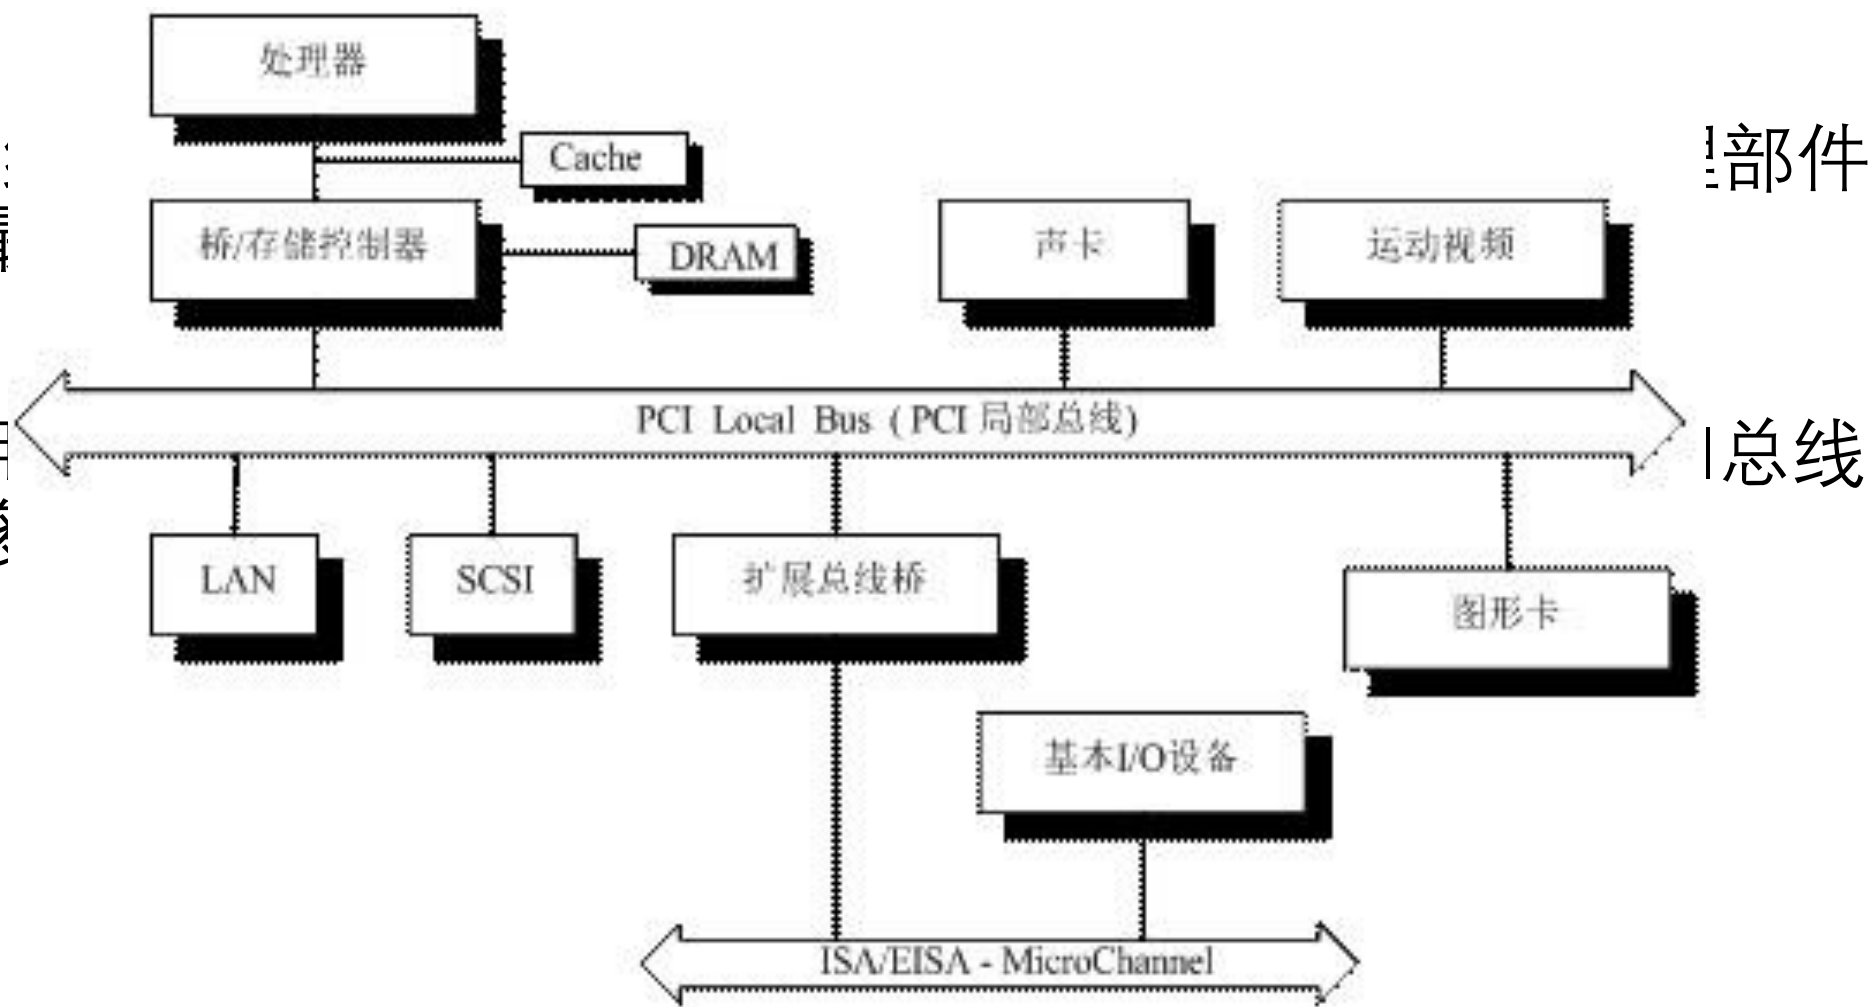 处理器
Cache
部件
桥/存储控制器
DRAM
声卡
运动视频
PCI Local Bus ( PCI 局部总线)
总线
LAN
SCSI
扩展总线桥
图形卡
基本I/O设备
ISA/EISA - MicroChannel